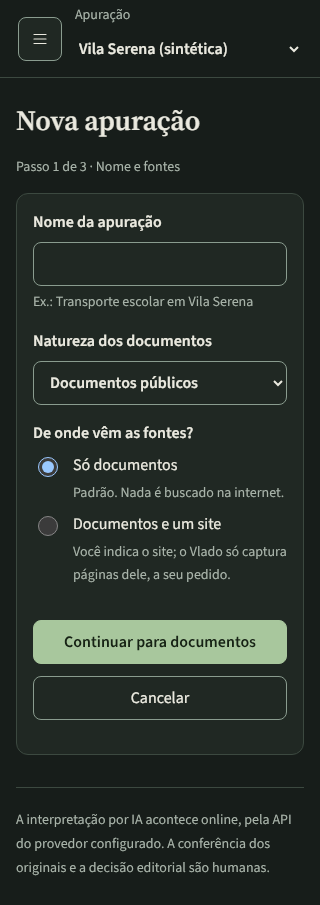 Apuração
Vila Serena (sintética)
Nova apuração
Passo 1 de 3 · Nome e fontes
Nome da apuração
Ex.: Transporte escolar em Vila Serena
Natureza dos documentos
Documentos públicos
De onde vêm as fontes?
Só documentos
Padrão. Nada é buscado na internet.
Documentos e um site
Você indica o site; o Vlado só captura
páginas dele, a seu pedido.
Continuar para documentos
Cancelar
A interpretação por IA acontece online, pela API
do provedor configurado. A conferência dos
originais e a decisão editorial são humanas.